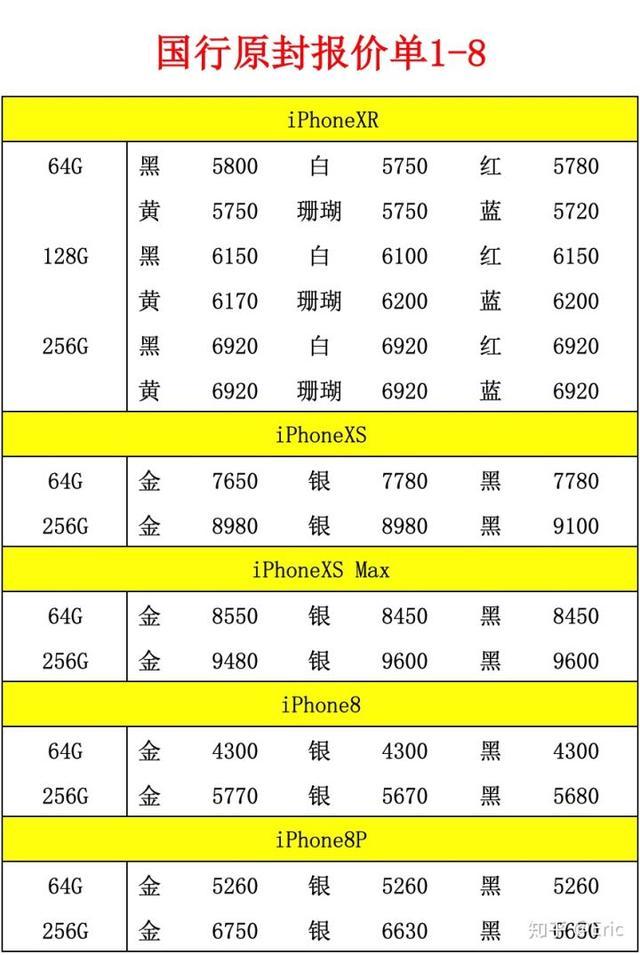 国行原封报价单1-8
iPhoneXR
64G 黑 5800 白 5750 红 5780
黄 5750 珊瑚 5750 蓝 5720
128G 黑 6150 白 6100 红 6150
黄 6170 珊瑚 6200 蓝 6200
256G 黑 6920 白 6920 红 6920
黄 6920 珊瑚 6920 蓝 6920
iPhoneXS
64G 金 7650 银 7780 黑 7780
256G 金 8980 银 8980 黑 9100
iPhoneXS Max
64G 金 8550 银 8450 黑 8450
256G 金 9480 银 9600 黑 9600
iPhone8
64G 金 4300 银 4300 黑 4300
256G 金 5770 银 5670 黑 5680
iPhone8P
64G 金 5260 银 5260 黑 5260
256G 金 6750 银 6630 黑
知乎 @Eric